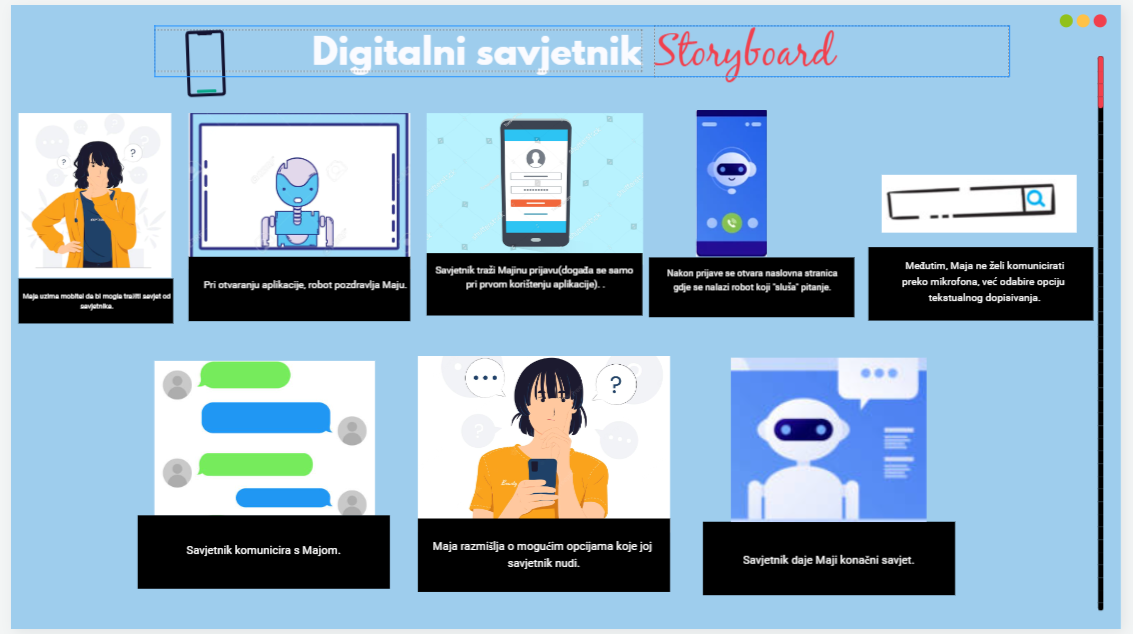 Digitalni savjetnik Storyboard
Maja uzima mobitel da bi mogla tražiti savjet od
savjetnika.
Pri otvaranju aplikacije, robot pozdravlja Maju.
Savjetnik traži Majinu prijavu(događa se samo
pri prvom korištenju aplikacije). .
Nakon prijave se otvara naslovna stranica
gdje se nalazi robot koji "sluša" pitanje.
Međutim, Maja ne želi komunicirati
preko mikrofona, već odabire opciju
tekstualnog dopisivanja.
Savjetnik komunicira s Majom.
Maja razmišlja o mogućim opcijama koje joj
savjetnik nudi.
Savjetnik daje Maji konačni savjet.